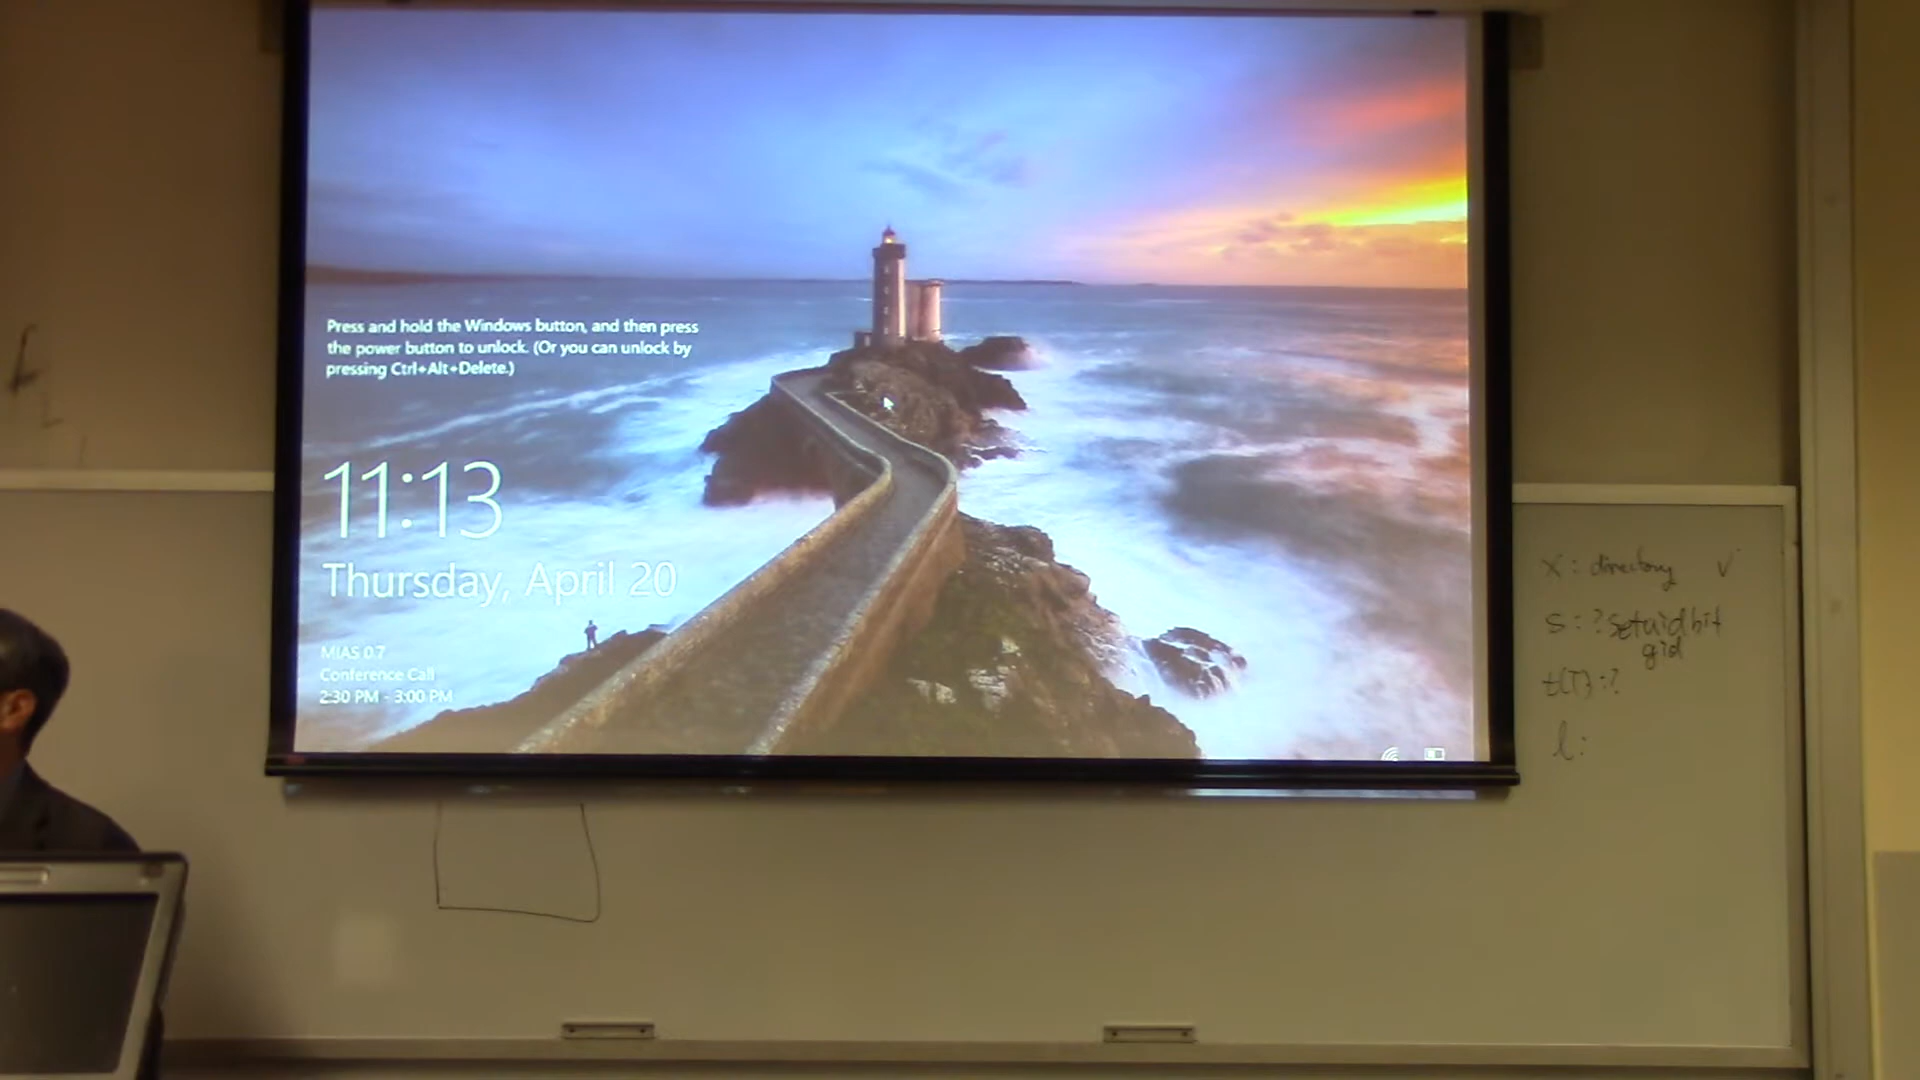 Press and hold the Windows button, and then press
the power button to unlock. (Or you can unlock by
pressing Ctrl+Alt+Delete.)
11:13
Thursday, April 20
MIAS 0.7
Conference Call
2:30 PM - 3:00 PM
x : directory ✓
s : ? setuid bit
gid
t(T) : ?
l :